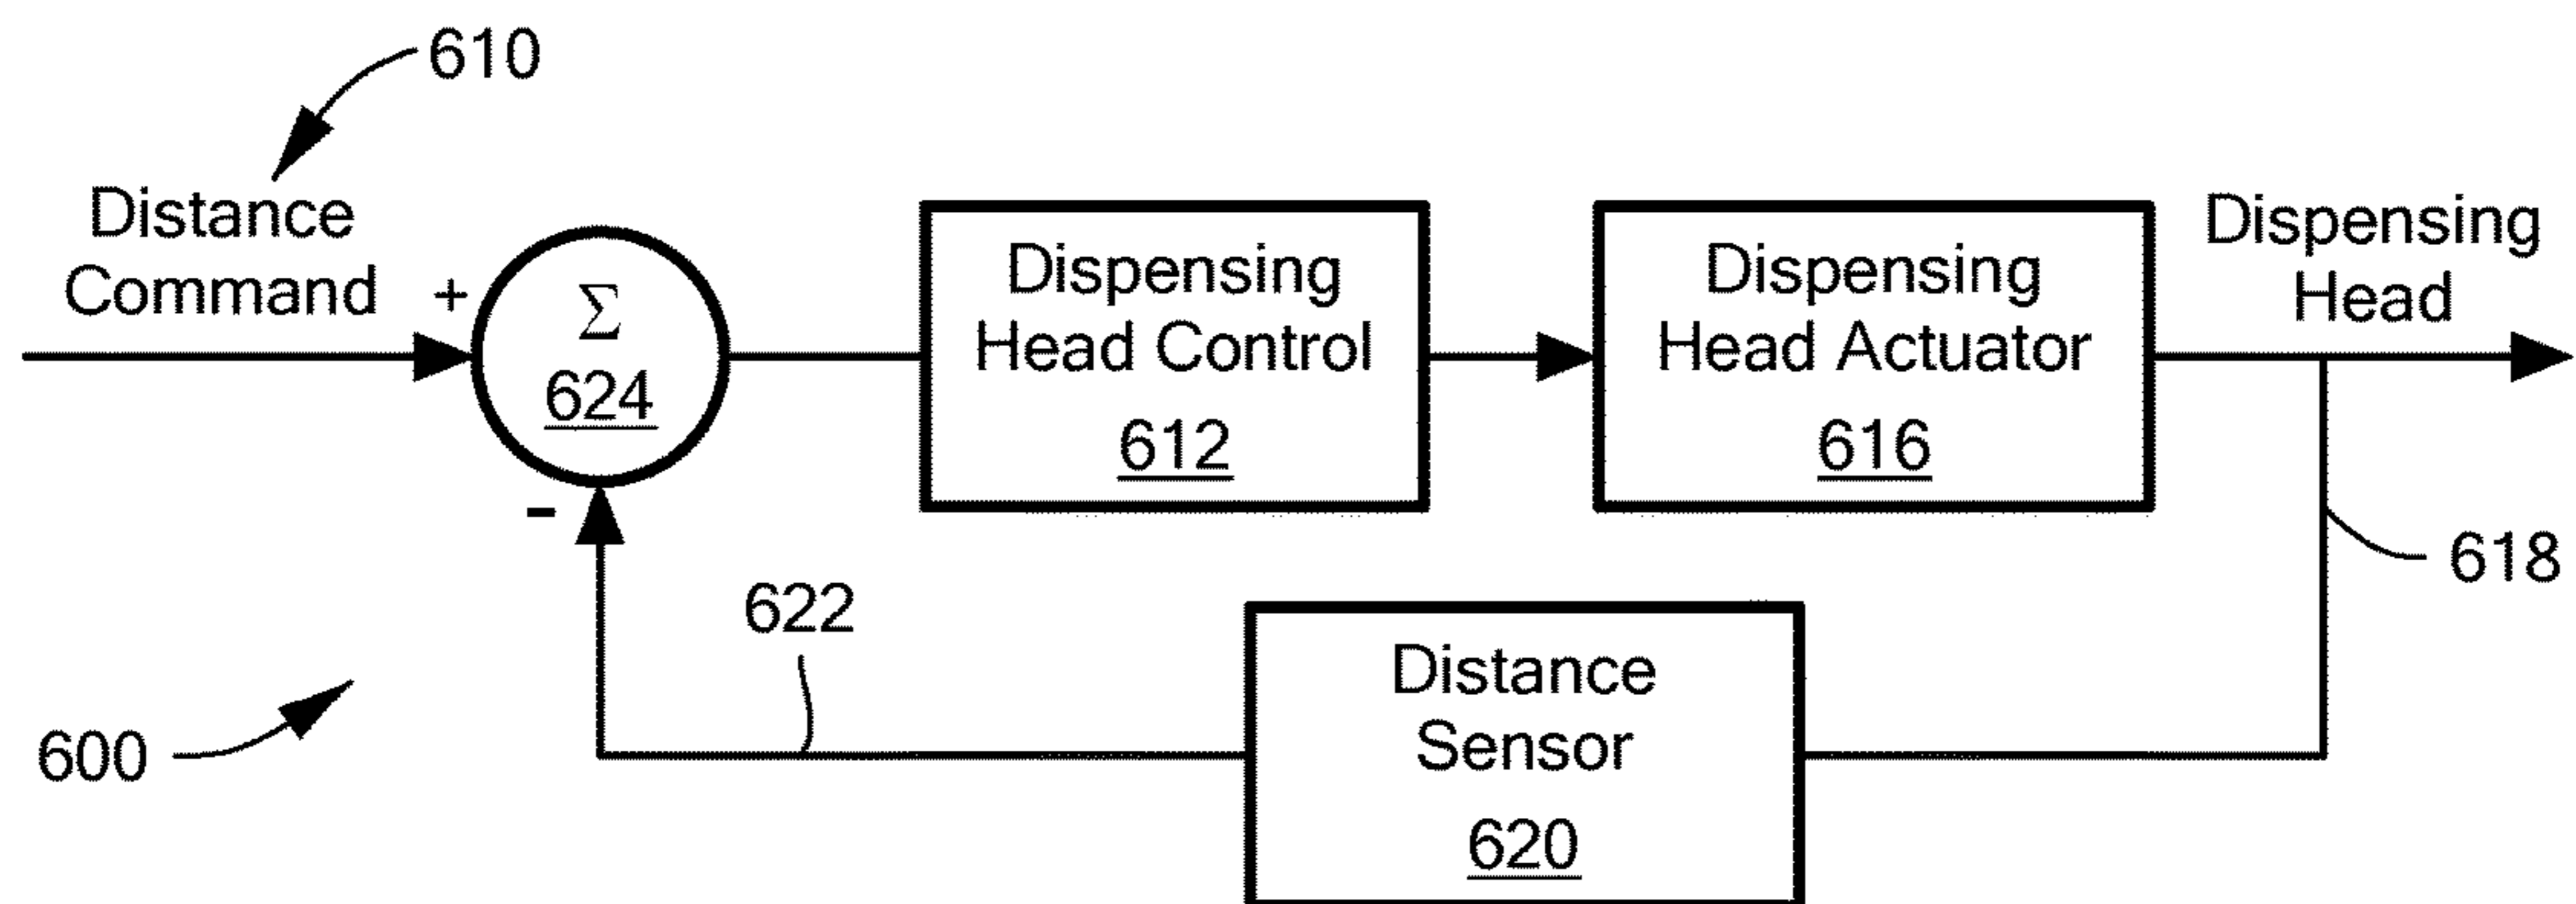 610
Distance
Command
+
Σ
624
-
Dispensing
Head Control
612
Dispensing
Head Actuator
616
Dispensing
Head
618
622
Distance
Sensor
620
600